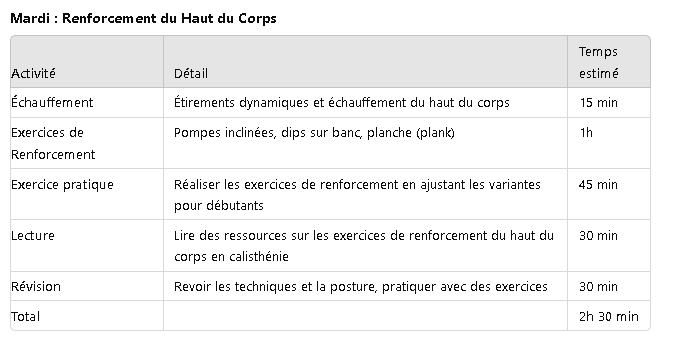 Mardi : Renforcement du Haut du Corps
Activité Détail Temps
estimé
Échauffement Étirements dynamiques et échauffement du haut du corps 15 min
Exercices de Pompes inclinées, dips sur banc, planche (plank) 1h
Renforcement
Exercice pratique Réaliser les exercices de renforcement en ajustant les variantes 45 min
pour débutants
Lecture Lire des ressources sur les exercices de renforcement du haut du 30 min
corps en calisthénie
Révision Revoir les techniques et la posture, pratiquer avec des exercices 30 min
Total 2h 30 min